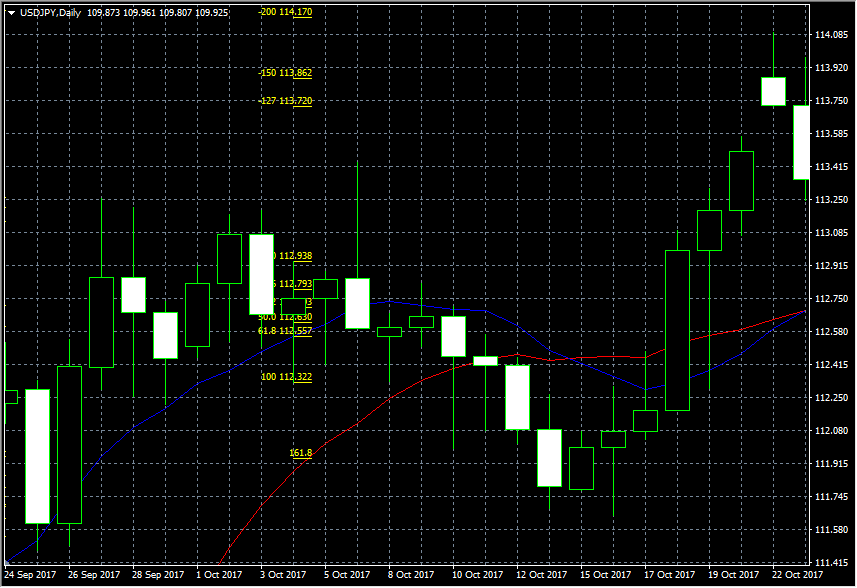 USDJPY,Daily 109.873 109.961 109.807 109.925
-200 114.170
-150 113.862
-127 113.720
112.938
112.793
50.0 112.630
61.8 112.557
100 112.322
161.8
114.085
113.920
113.750
113.585
113.415
113.250
113.085
112.915
112.750
112.580
112.415
112.250
112.080
111.915
111.745
111.580
111.415
24 Sep 2017
26 Sep 2017
28 Sep 2017
1 Oct 2017
3 Oct 2017
5 Oct 2017
8 Oct 2017
10 Oct 2017
12 Oct 2017
15 Oct 2017
17 Oct 2017
19 Oct 2017
22 Oct 2017